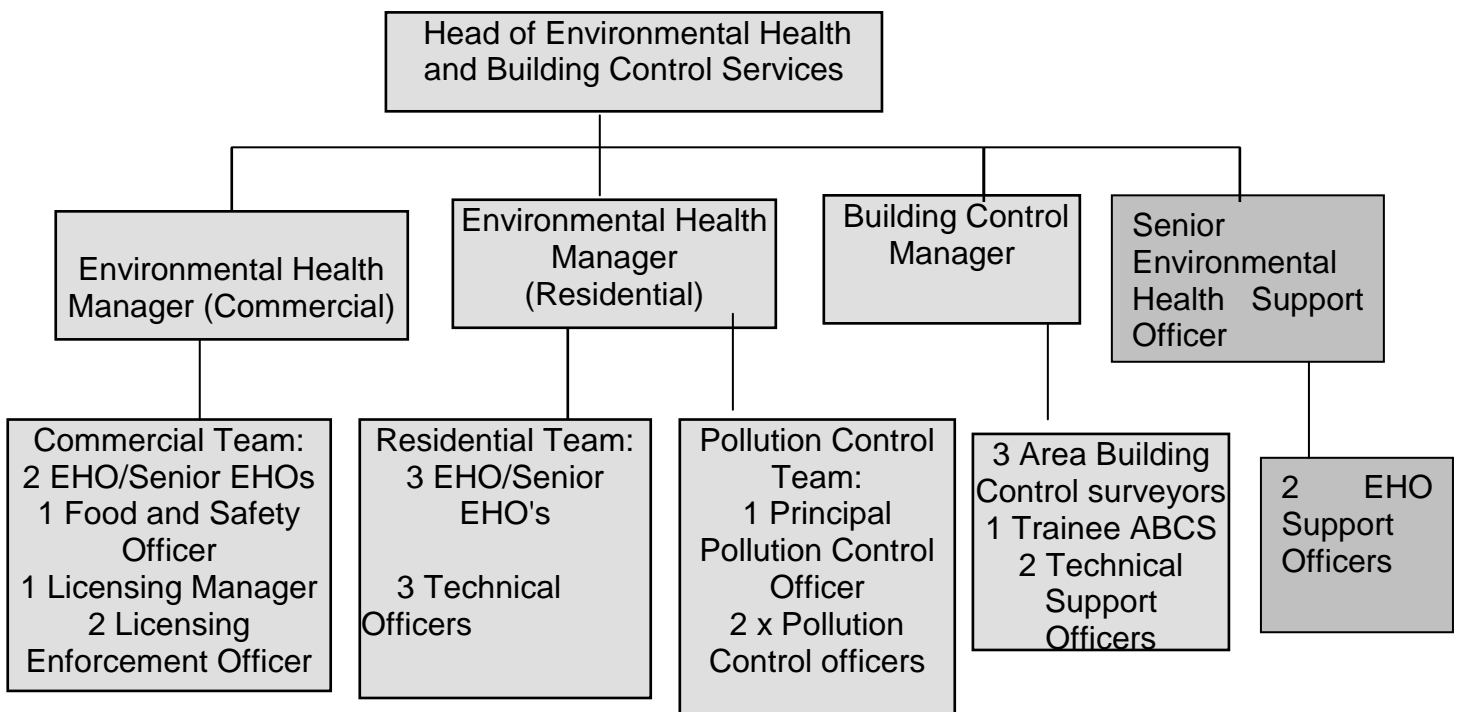 Head of Environmental Health
and Building Control Services
Environmental Health
Manager (Commercial)
Environmental Health
Manager
(Residential)
Building Control
Manager
Senior
Environmental
Health Support
Officer
Commercial Team:
2 EHO/Senior EHOs
1 Food and Safety
Officer
1 Licensing Manager
2 Licensing
Enforcement Officer
Residential Team:
3 EHO/Senior
EHO's
3 Technical
Officers
Pollution Control
Team:
1 Principal
Pollution Control
Officer
2 x Pollution
Control officers
3 Area Building
Control surveyors
1 Trainee ABCS
2 Technical
Support
Officers
2 EHO
Support
Officers